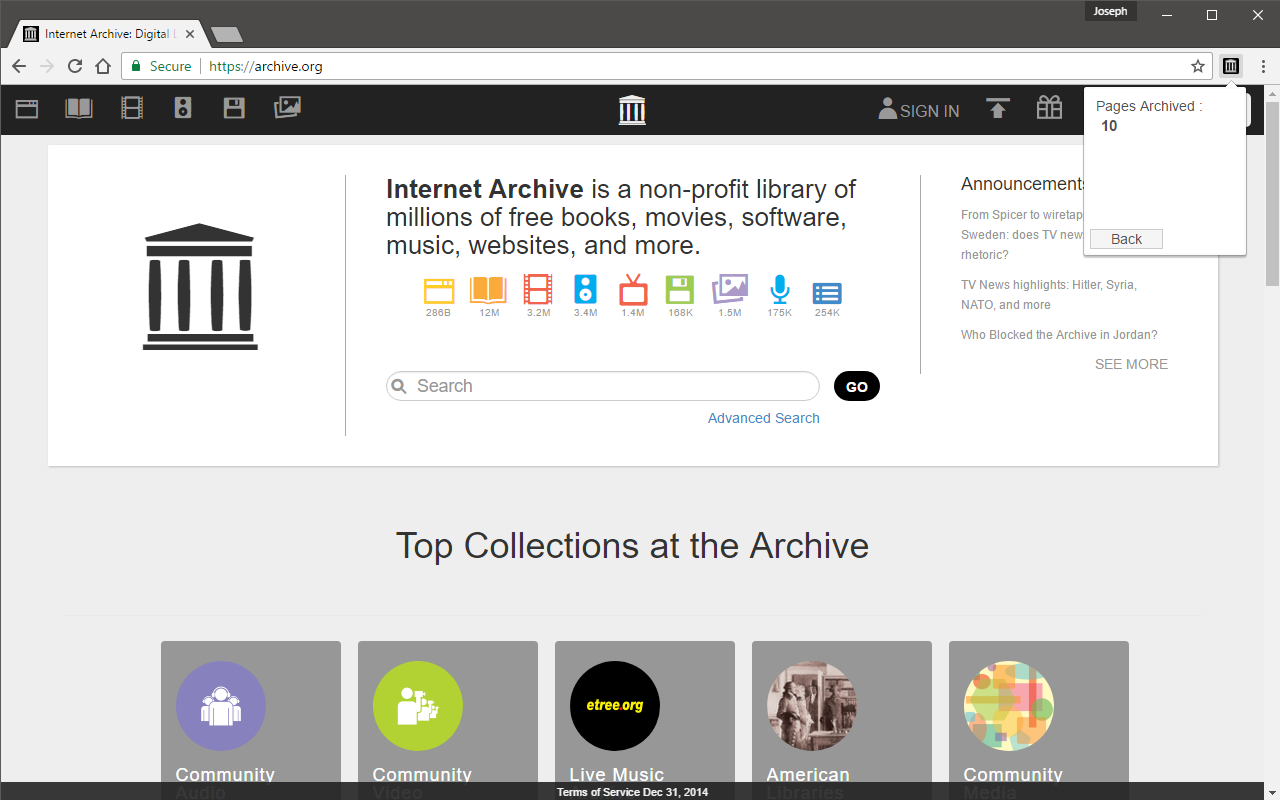 Joseph
Internet Archive: Digital
Secure
https://archive.org
SIGN IN
Pages Archived :
10
Back
Internet Archive is a non-profit library of
millions of free books, movies, software,
music, websites, and more.
286B
12M
3.2M
3.4M
1.4M
168K
1.5M
175K
254K
Search
GO
Advanced Search
Announcements
From Spicer to wiretap
Sweden: does TV new
rhetoric?
TV News highlights: Hitler, Syria,
NATO, and more
Who Blocked the Archive in Jordan?
SEE MORE
Top Collections at the Archive
etree.org
Community
Audio
Community
Video
Live Music
American
Libraries
Community
Media
Terms of Service Dec 31, 2014